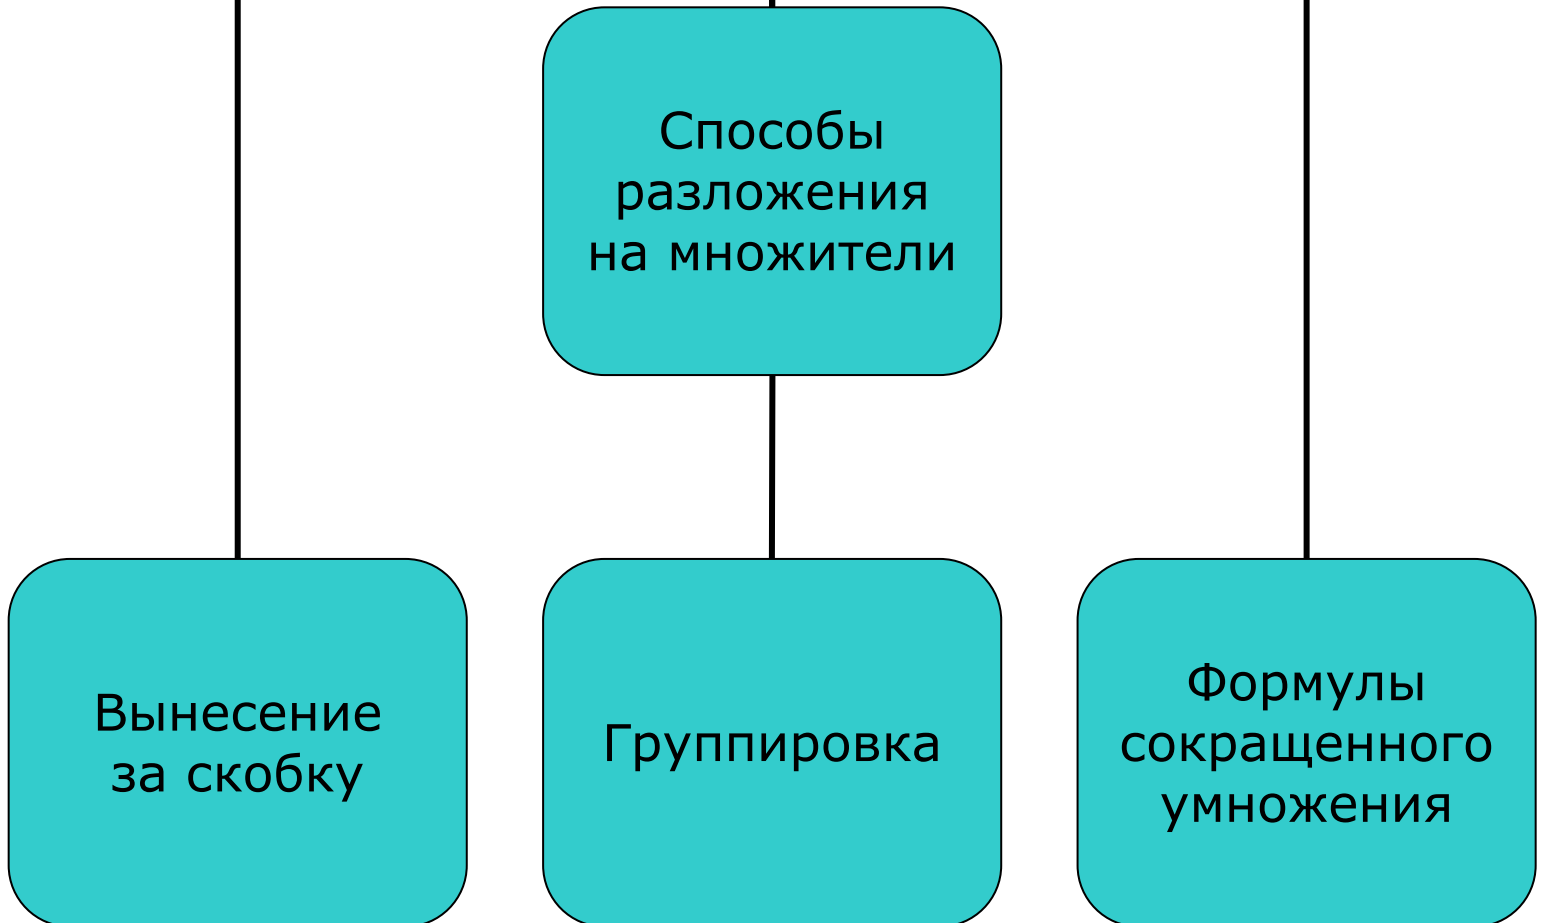 Способы
разложения
на множители
Вынесение
за скобку
Группировка
Формулы
сокращенного
умножения